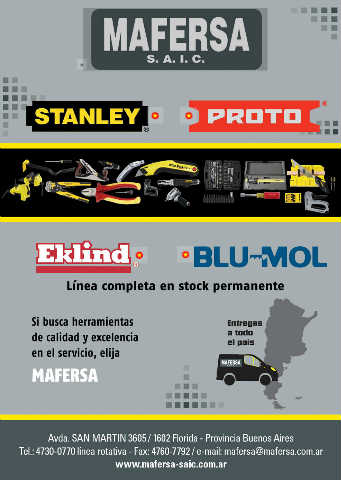 MAFERSA
S.A.I.C.
STANLEY ®
PROTO ®
Eklind ®
BLU-MOL
Línea completa en stock permanente
Si busca herramientas
de calidad y excelencia
en el servicio, elija
MAFERSA
Entregas
a todo
el país
MAFERSA
Avda. SAN MARTIN 3605 / 1602 Florida - Provincia Buenos Aires
Tel.: 4730-0770 línea rotativa - Fax: 4760-7792 / e-mail: mafersa@mafersa.com.ar
www.mafersa-saic.com.ar